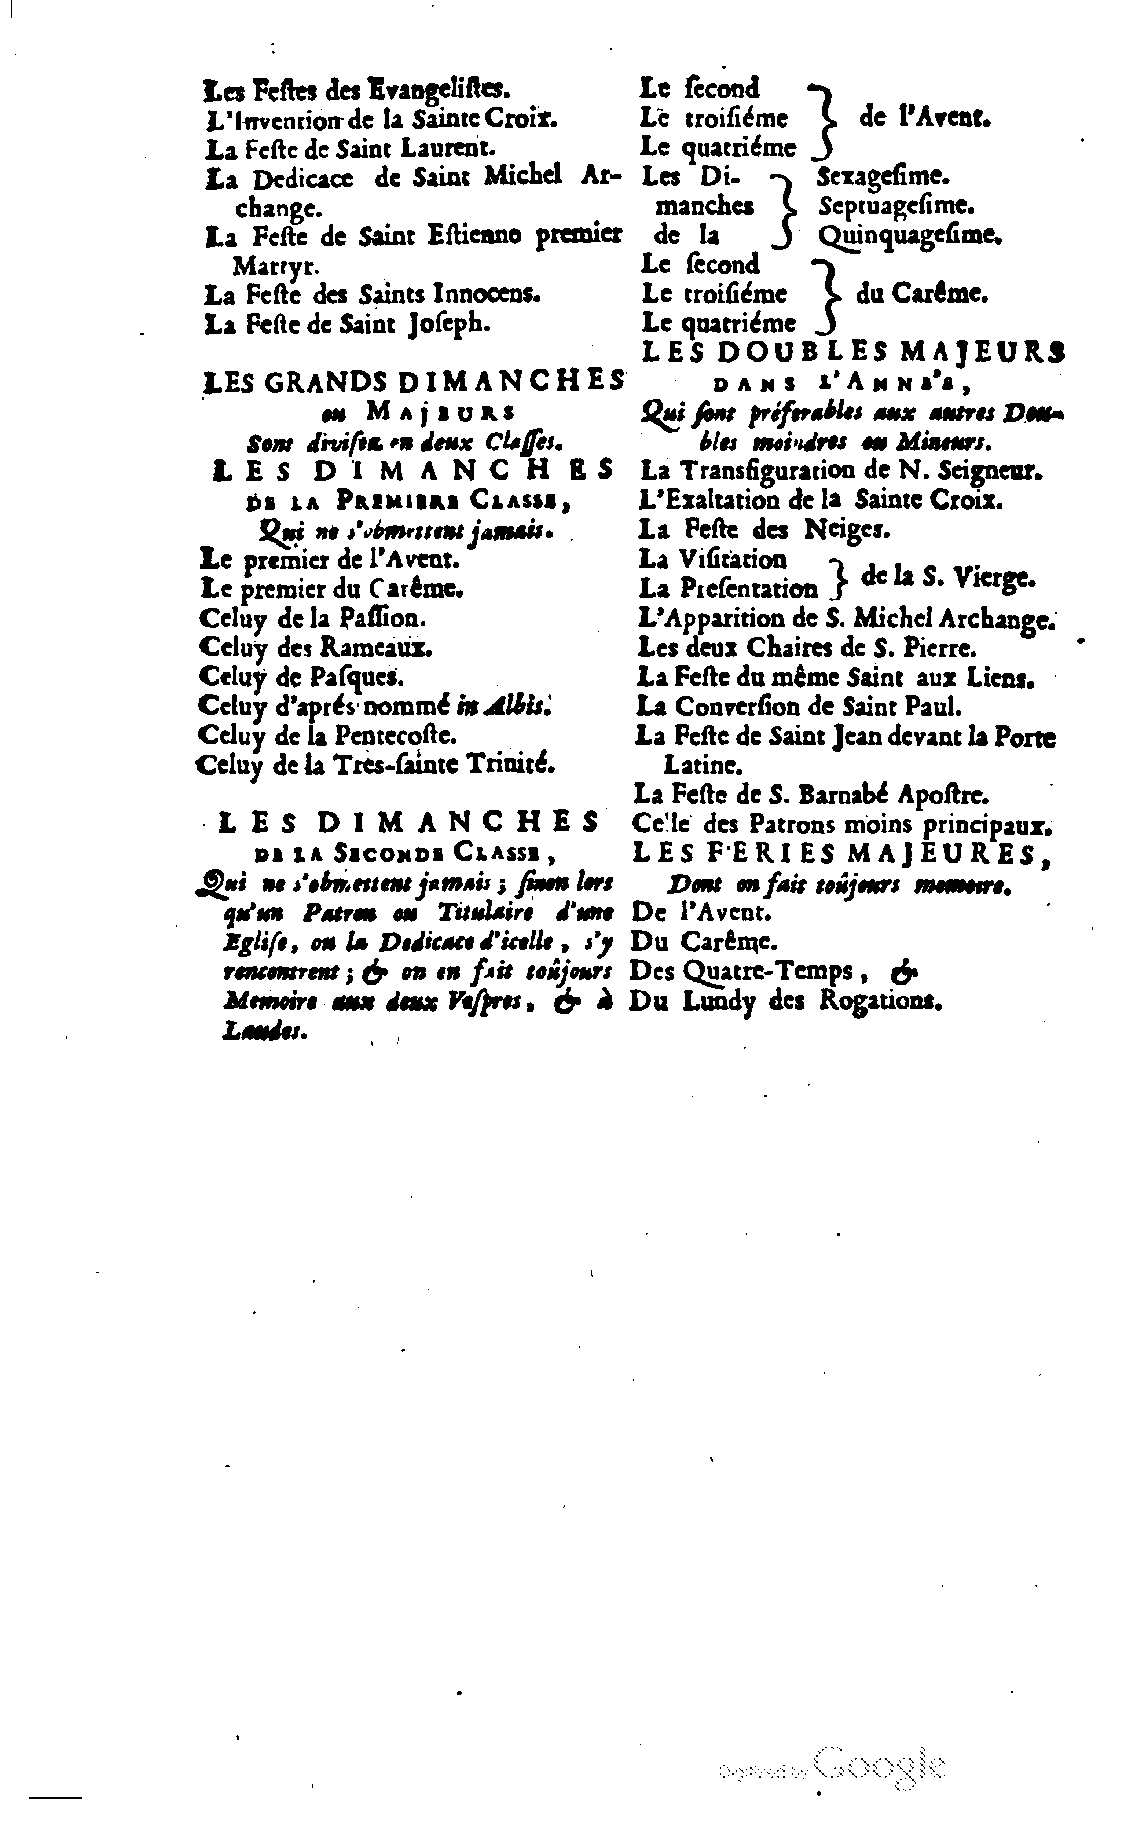 Les Feſtes des Evangeliſtes.
L'Invention de la Sainte Croix.
La Feſte de Saint Laurent.
La Dedicace de Saint Michel Ar-
change.
La Feſte de Saint Eſtienne premier
Martyr.
La Feſte des Saints Innocens.
La Feſte de Saint Joſeph.
LES GRANDS DIMANCHES
ou MAJEURS
Sont diviſez en deux Claſſes.
LES DIMANCHES
DE LA PREMIERE CLASSE,
Qui ne s'obmettent jamais.
Le premier de l'Avent.
Le premier du Carême.
Celuy de la Paſſion.
Celuy des Rameaux.
Celuy de Paſques.
Celuy d'aprés nommé in Albis.
Celuy de la Pentecoſte.
Celuy de la Très-ſainte Trinité.
LES DIMANCHES
DE LA SECONDE CLASSE,
Qui ne s'obmettent jamais ; ſinon lors
qu'un Patron ou Titulaire d'une
Egliſe, ou la Dedicace d'icelle, s'y
rencontrent ; & on en fait toûjours
Memoire aux deux Veſpres, & à
Laudes.
Le ſecond
Le troiſiéme } de l'Avent.
Le quatriéme
Les Di- Sexageſime.
manches } Septuageſime.
de la Quinquageſime.
Le ſecond
Le troiſiéme } du Carême.
Le quatriéme
LES DOUBLES MAJEURS
DANS L'ANNE'E,
Qui ſont préferables aux autres Dou-
bles moindres ou Mineurs.
La Transfiguration de N. Seigneur.
L'Exaltation de la Sainte Croix.
La Feſte des Neiges.
La Viſitation
La Preſentation } de la S. Vierge.
L'Apparition de S. Michel Archange.
Les deux Chaires de S. Pierre.
La Feſte du même Saint aux Liens.
La Converſion de Saint Paul.
La Feſte de Saint Jean devant la Porte
Latine.
La Feſte de S. Barnabé Apoſtre.
Celle des Patrons moins principaux.
LES FERIES MAJEURES,
Dont on fait toûjours memoire.
De l'Avent.
Du Carême.
Des Quatre-Temps, &
Du Lundy des Rogations.
Digitized by Google